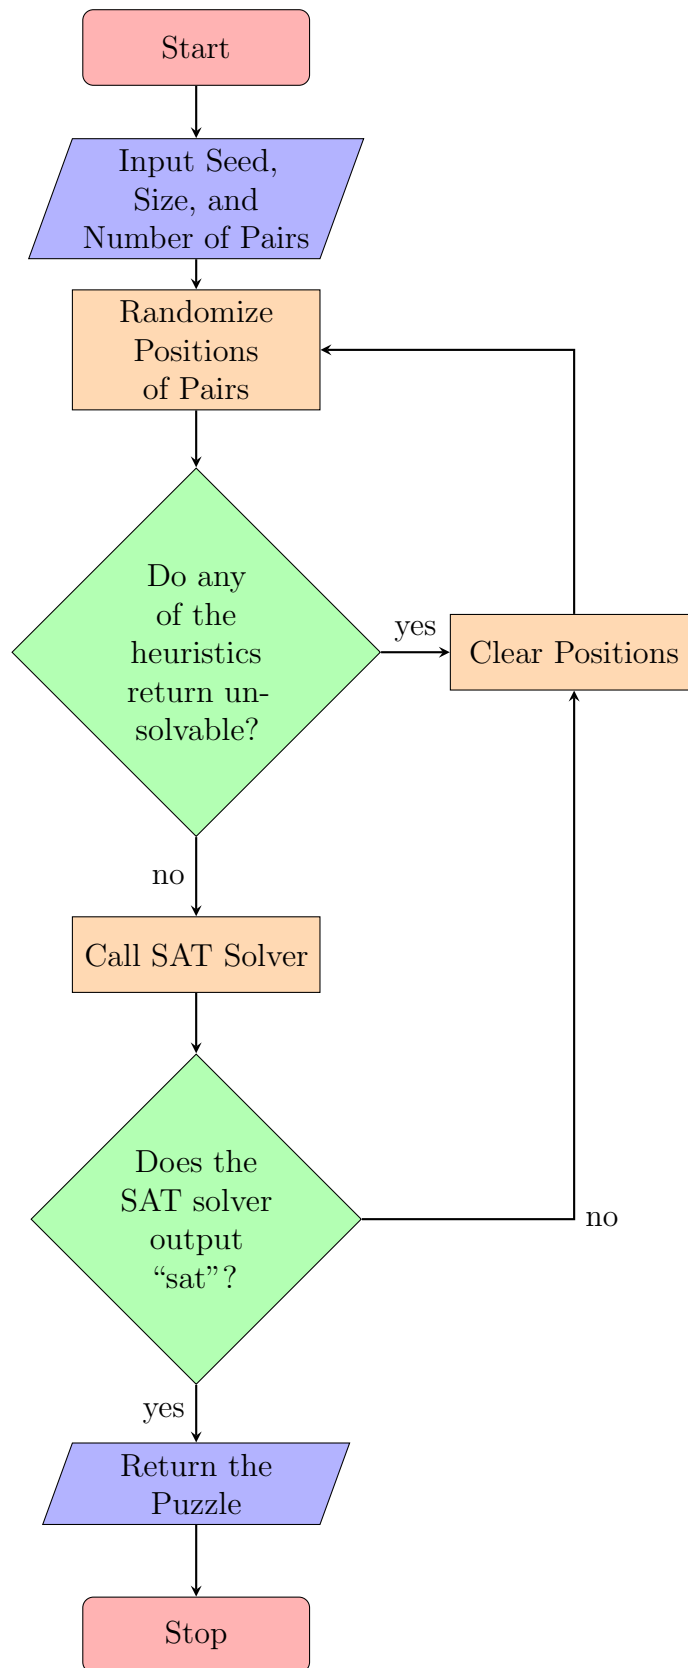 Start
Input Seed,
Size, and
Number of Pairs
Randomize
Positions
of Pairs
Do any
of the
heuristics
return un-
solvable?
yes
Clear Positions
no
Call SAT Solver
Does the
SAT solver
output
“sat”?
no
yes
Return the
Puzzle
Stop